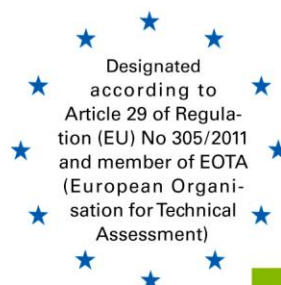 Designated
according to
Article 29 of Regula-
tion (EU) No 305/2011
and member of EOTA
(European Organi-
sation for Technical
Assessment)